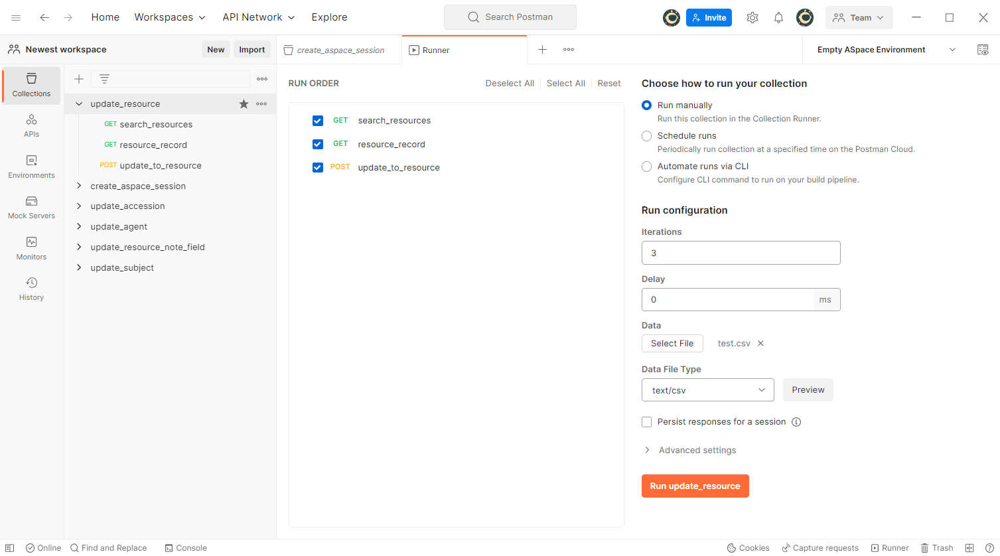 Home Workspaces API Network Explore Search Postman Invite Team
Newest workspace New Import create_aspace_session Runner Empty ASpace Environment
Collections
APIs
Environments
Mock Servers
Monitors
History
update_resource
GET search_resources
GET resource_record
POST update_to_resource
create_aspace_session
update_accession
update_agent
update_resource_note_field
update_subject
RUN ORDER Deselect All Select All Reset
GET search_resources
GET resource_record
POST update_to_resource
Choose how to run your collection
Run manually
Run this collection in the Collection Runner.
Schedule runs
Periodically run collection at a specified time on the Postman Cloud.
Automate runs via CLI
Configure CLI command to run on your build pipeline.
Run configuration
Iterations
3
Delay
0 ms
Data
Select File test.csv
Data File Type
text/csv Preview
Persist responses for a session
Advanced settings
Run update_resource
Online Find and Replace Console Cookies Capture requests Runner Trash